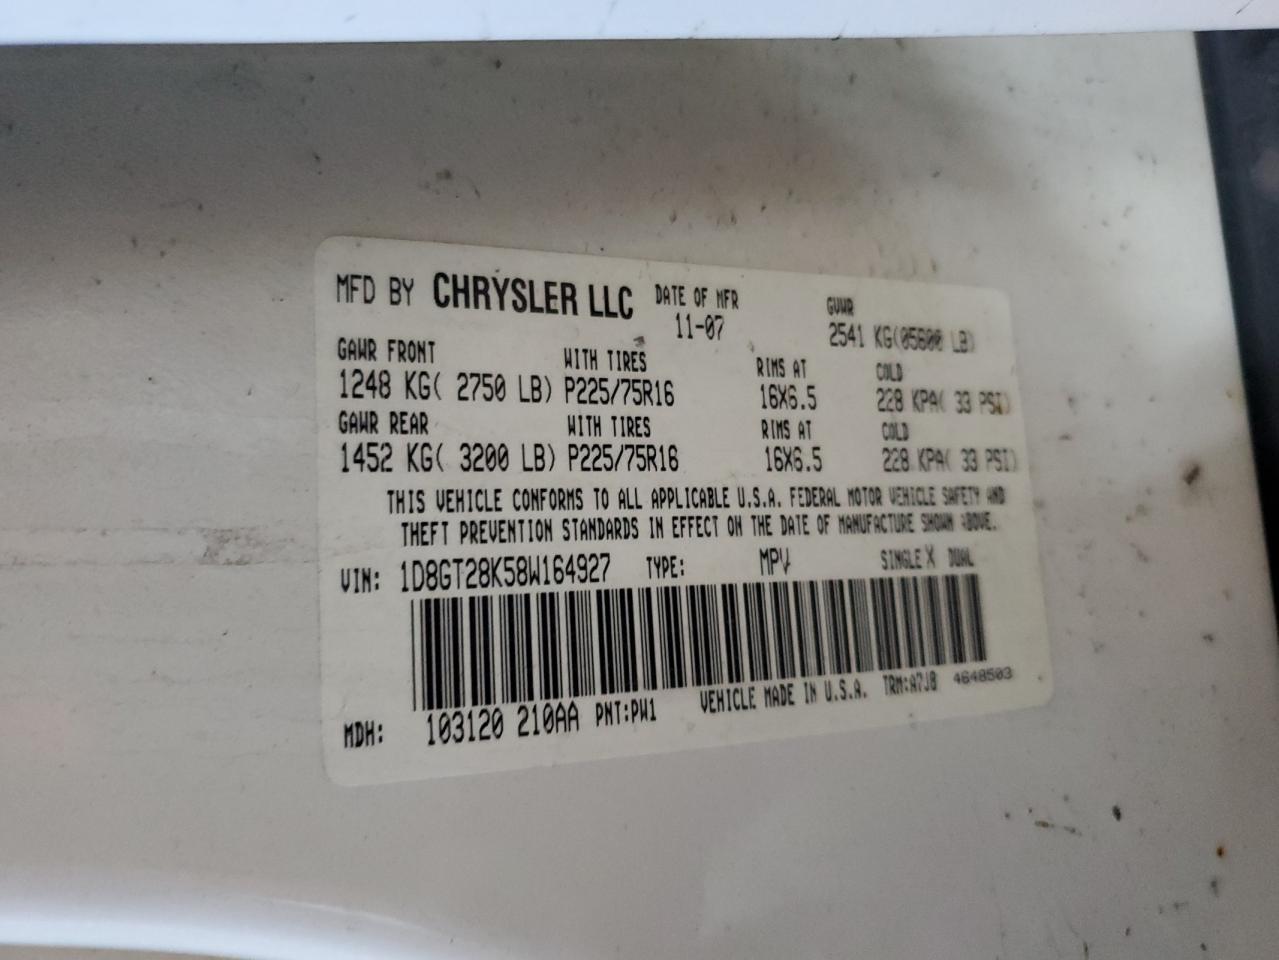 MFD BY CHRYSLER LLC DATE OF MFR GVWR
11-07 2541 KG(05600 LB)
GAWR FRONT WITH TIRES RIMS AT COLD
1248 KG( 2750 LB) P225/75R16 16X6.5 228 KPA( 33 PSI)
GAWR REAR WITH TIRES RIMS AT COLD
1452 KG( 3200 LB) P225/75R16 16X6.5 228 KPA( 33 PSI)
THIS VEHICLE CONFORMS TO ALL APPLICABLE U.S.A. FEDERAL MOTOR VEHICLE SAFETY AND
THEFT PREVENTION STANDARDS IN EFFECT ON THE DATE OF MANUFACTURE SHOWN ABOVE.
VIN: 1D8GT28K58W164927 TYPE: MPV SINGLE X DUAL
MDH: 103120 210AA PNT:PW1 VEHICLE MADE IN U.S.A. TRM:A7J8 4648503